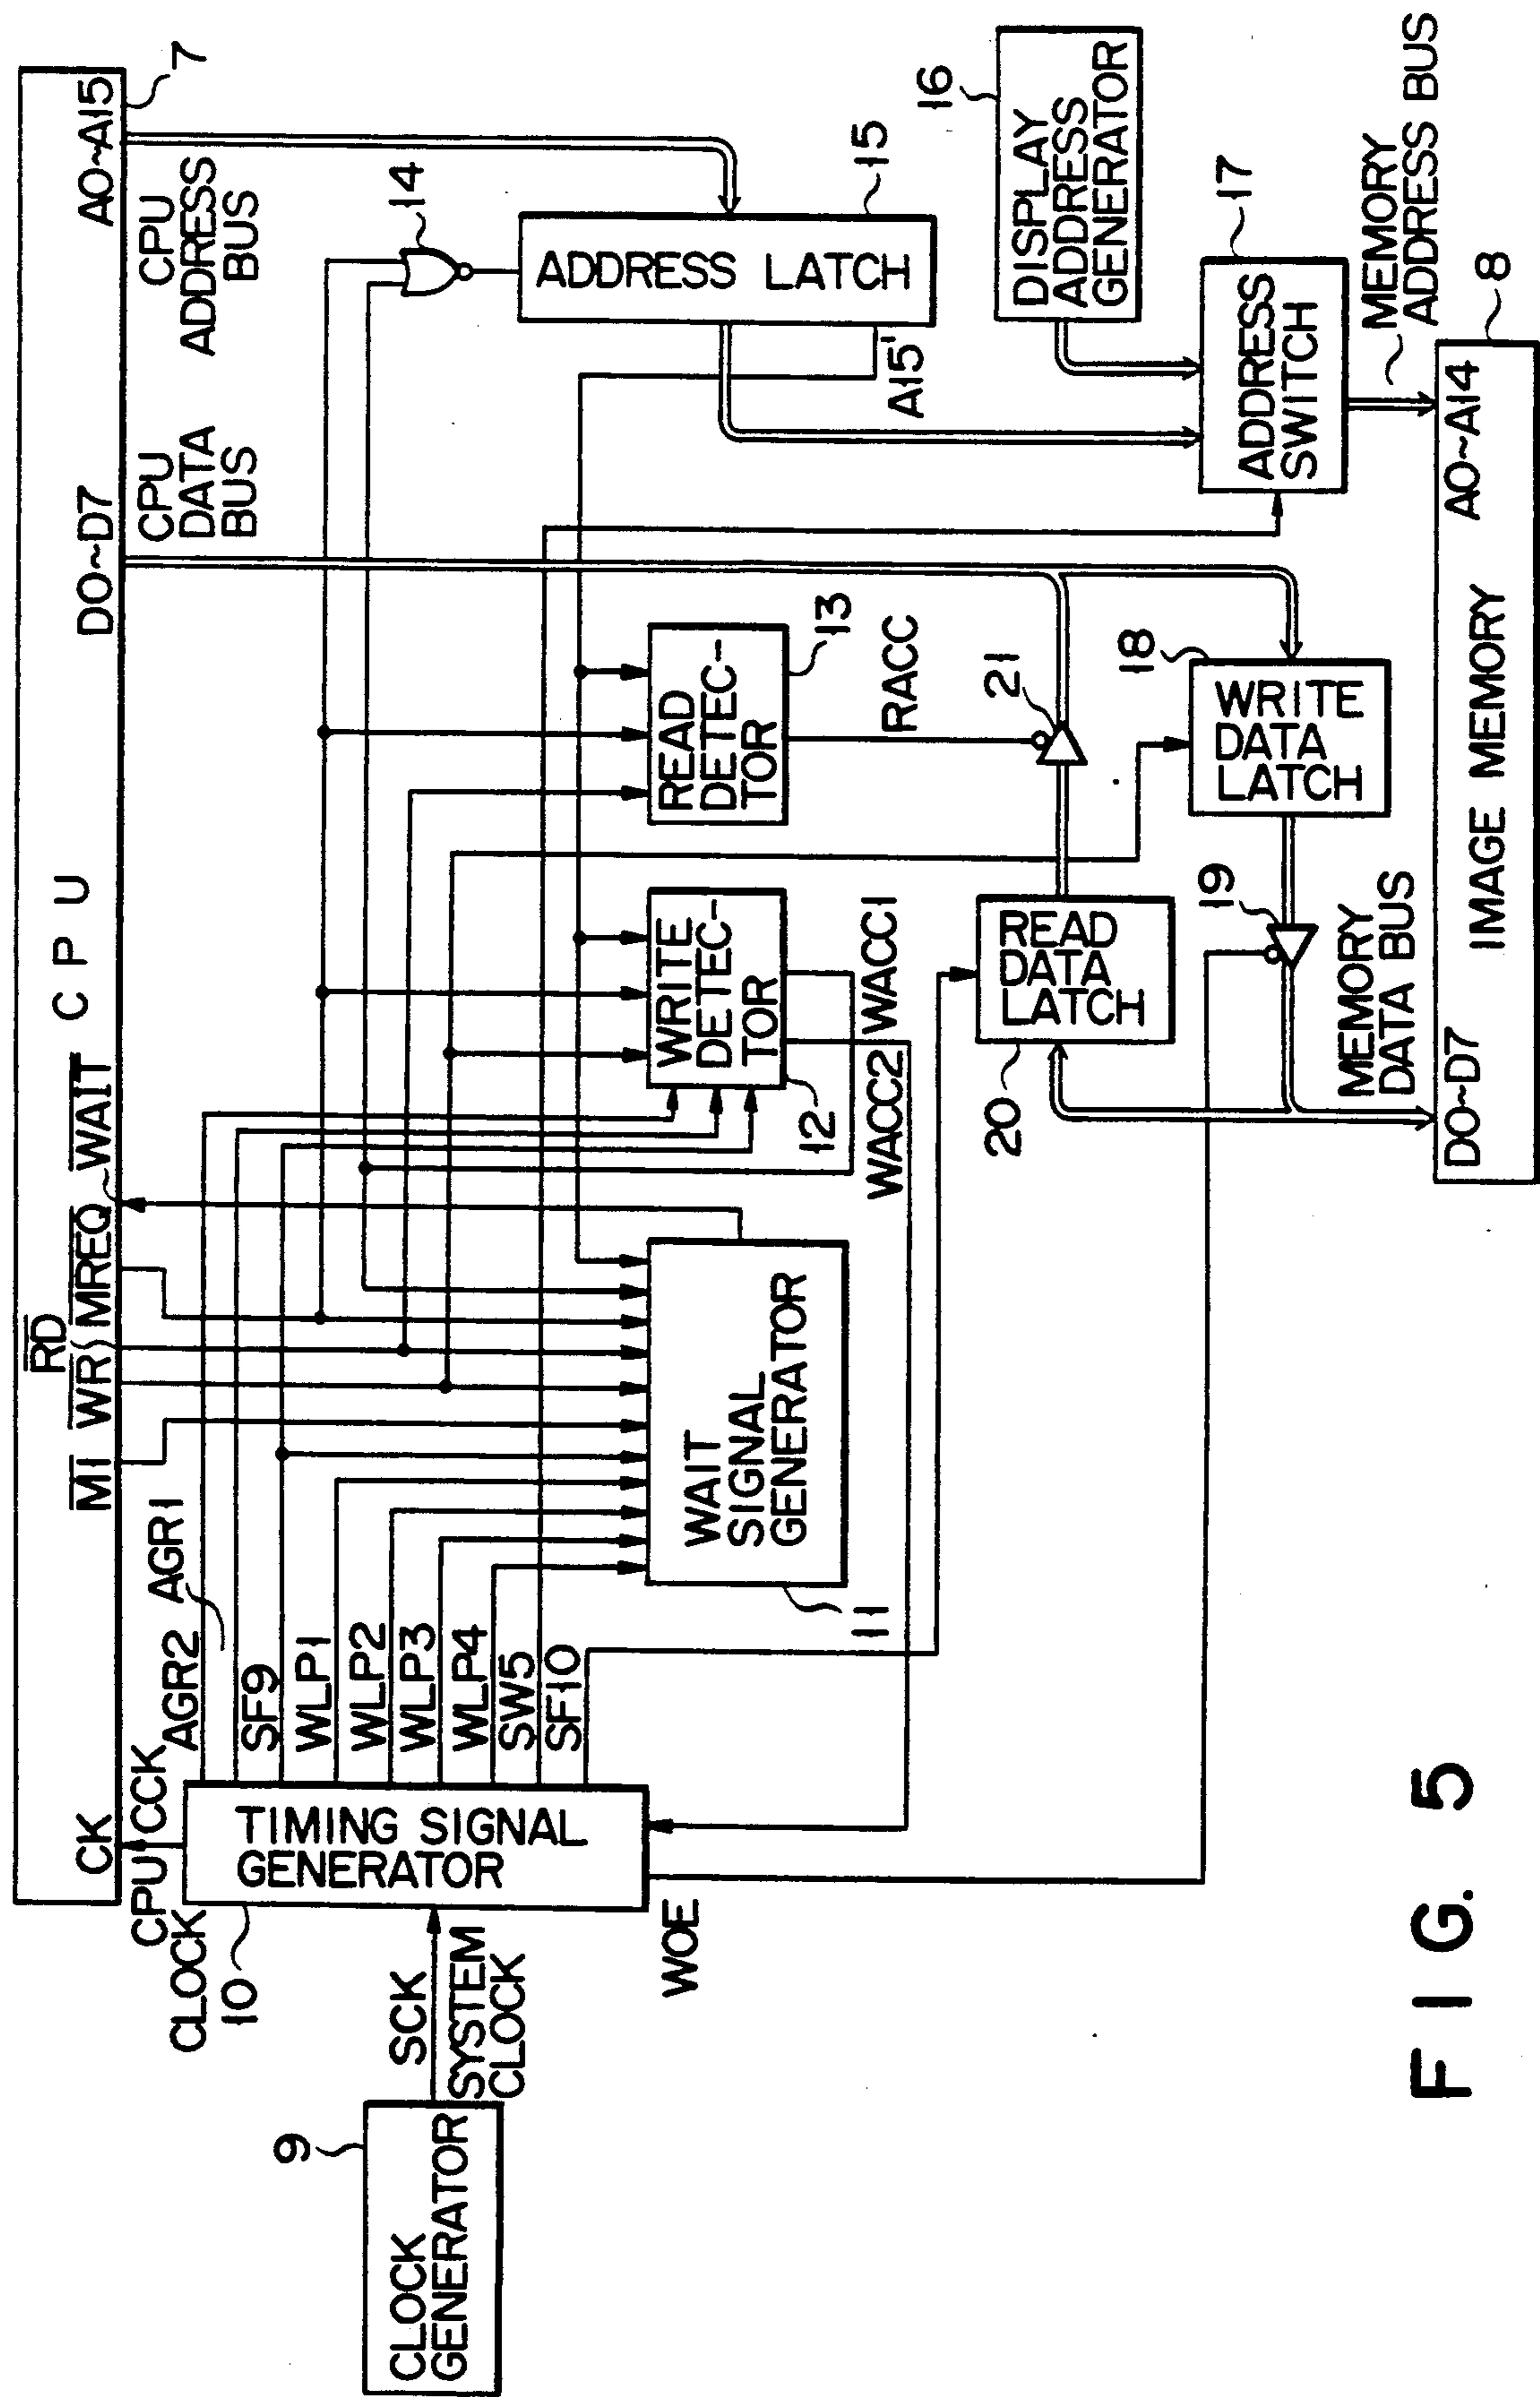 C P U
CK
M1
WR
RD
MREQ
WAIT
D0~D7
A0~A15
7
CPU
CLOCK
CCK
CPU
DATA
BUS
CPU
ADDRESS
BUS
10
TIMING SIGNAL
GENERATOR
AGR2
AGR1
SF9
WLP1
WLP2
WLP3
WLP4
SW5
SF10
WOE
9
CLOCK
GENERATOR
SCK
SYSTEM
CLOCK
WAIT
SIGNAL
GENERATOR
11
WRITE
DETEC-
TOR
12
WACC2
WACC1
READ
DETEC-
TOR
13
RACC
14
ADDRESS LATCH
15
A15'
DISPLAY
ADDRESS
GENERATOR
16
ADDRESS
SWITCH
17
MEMORY
ADDRESS BUS
READ
DATA
LATCH
20
21
WRITE
DATA
LATCH
18
19
MEMORY
DATA BUS
D0~D7
IMAGE MEMORY
A0~A14
8
FIG. 5